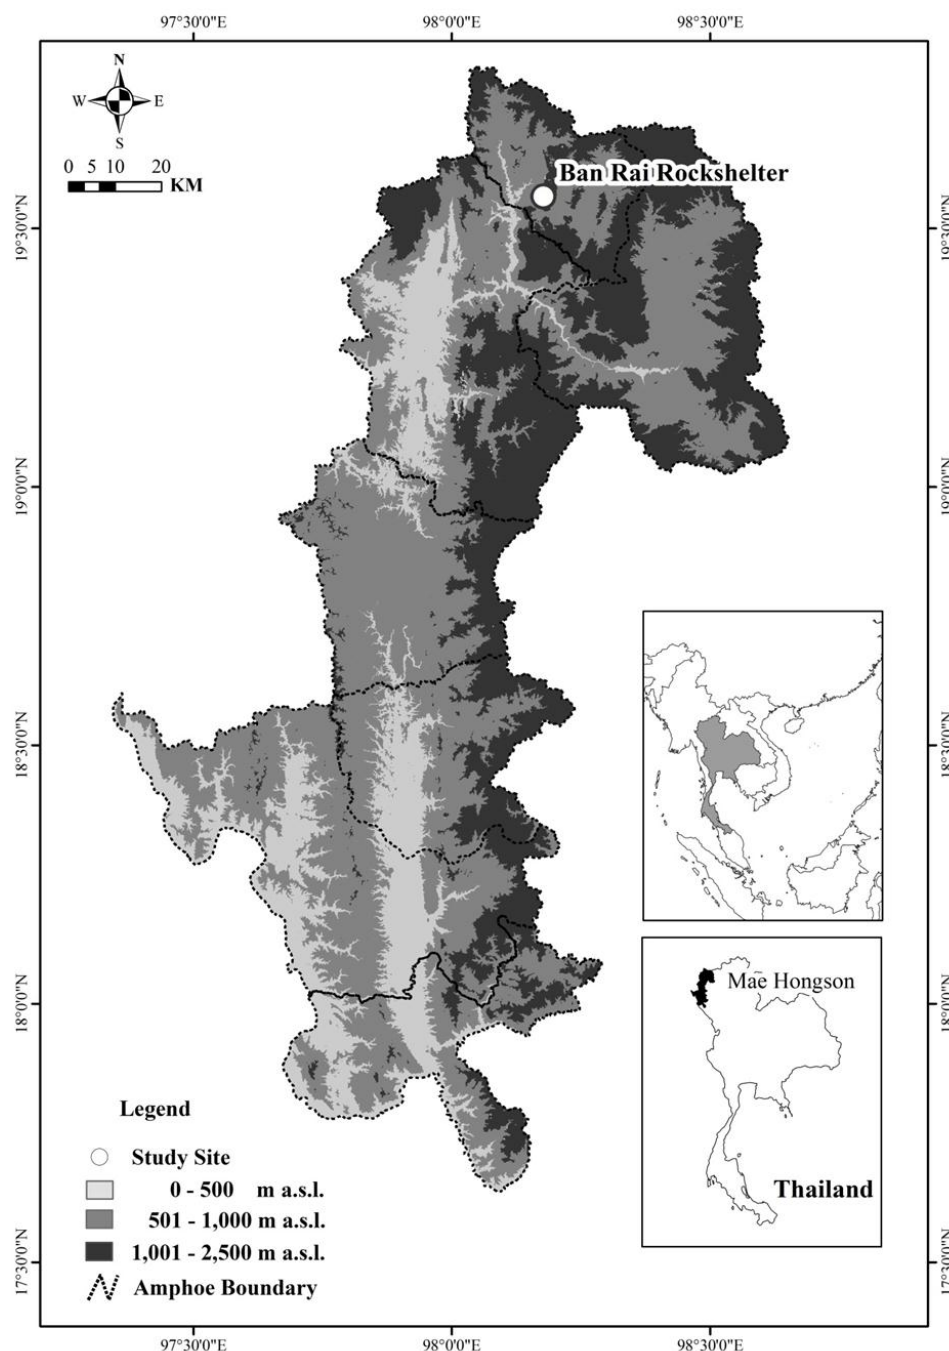 97°30'0"E 98°0'0"E 98°30'0"E
N
W E
S
0 5 10 20
KM
Ban Rai Rockshelter
19°30'0"N 19°30'0"N
19°0'0"N 19°0'0"N
18°30'0"N 18°30'0"N
18°0'0"N 18°0'0"N
Mae Hongson
Thailand
Legend
Study Site
0 - 500 m a.s.l.
501 - 1,000 m a.s.l.
1,001 - 2,500 m a.s.l.
Amphoe Boundary
17°30'0"N 17°30'0"N
97°30'0"E 98°0'0"E 98°30'0"E